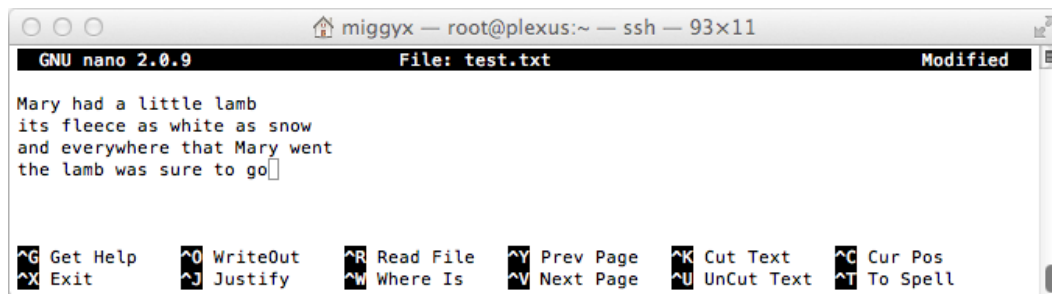 miggyx — root@plexus:~ — ssh — 93×11
GNU nano 2.0.9 File: test.txt Modified
Mary had a little lamb
its fleece as white as snow
and everywhere that Mary went
the lamb was sure to go
^G Get Help ^O WriteOut ^R Read File ^Y Prev Page ^K Cut Text ^C Cur Pos
^X Exit ^J Justify ^W Where Is ^V Next Page ^U UnCut Text ^T To Spell